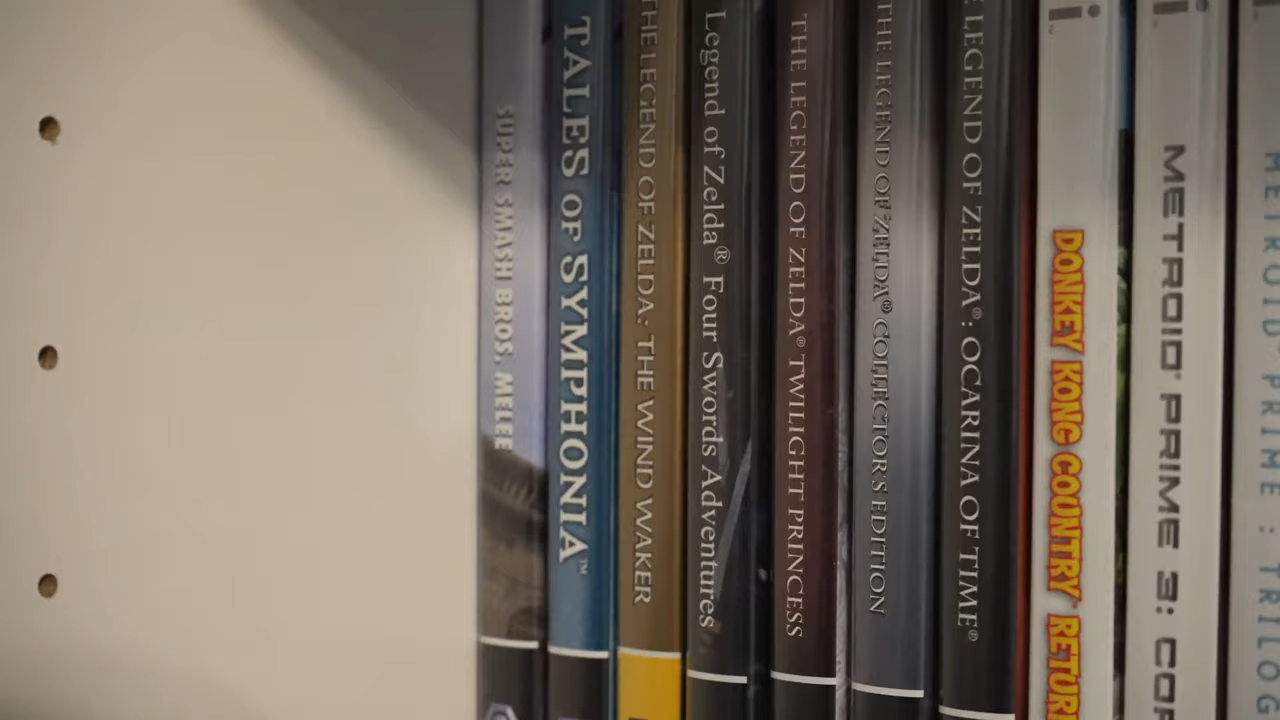 SUPER SMASH BROS. MELEE
TALES OF SYMPHONIA™
THE LEGEND OF ZELDA: THE WIND WAKER
Legend of Zelda® Four Swords Adventures
THE LEGEND OF ZELDA® TWILIGHT PRINCESS
THE LEGEND OF ZELDA® COLLECTOR'S EDITION
LEGEND OF ZELDA®: OCARINA OF TIME®
DONKEY KONG COUNTRY RETUR
METROID PRIME 3: COR
METROID PRIME: TRILOG